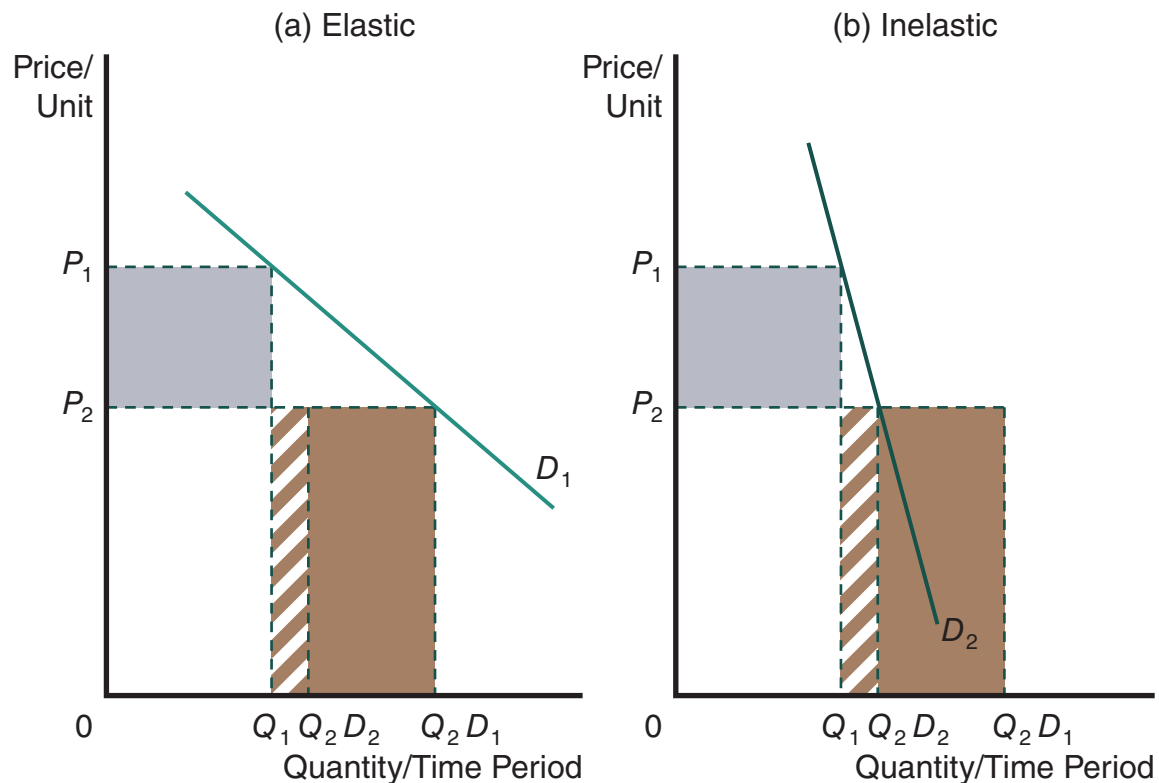 (a) Elastic
Price/
Unit
P1
P2
D1
0
Q1 Q2 D2 Q2 D1
Quantity/Time Period
(b) Inelastic
Price/
Unit
P1
P2
D2
0
Q1 Q2 D2 Q2 D1
Quantity/Time Period